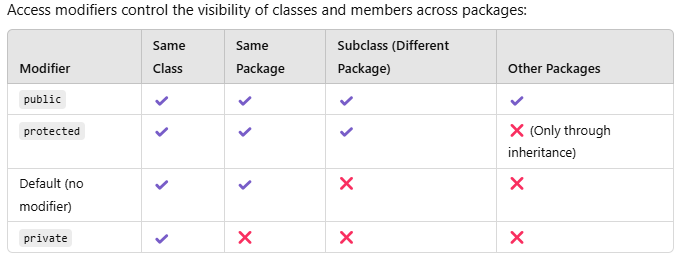 Access modifiers control the visibility of classes and members across packages:
Modifier Same Class Same Package Subclass (Different Package) Other Packages
public ✓ ✓ ✓ ✓
protected ✓ ✓ ✓ ❌ (Only through inheritance)
Default (no modifier) ✓ ✓ ❌ ❌
private ✓ ❌ ❌ ❌